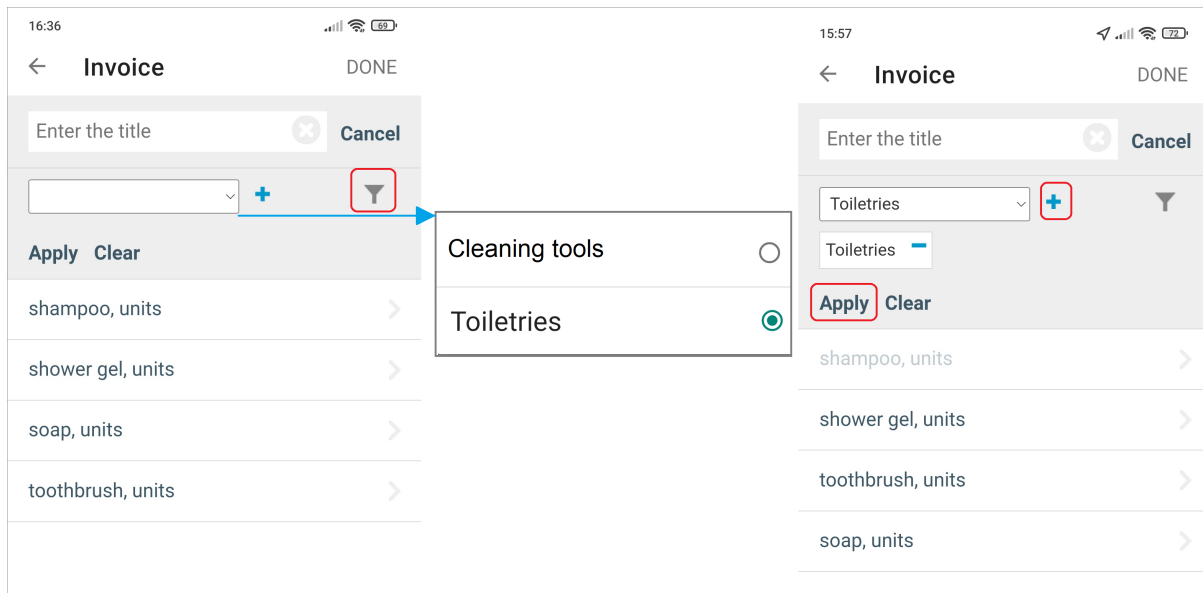 16:36
69
Invoice
DONE
Enter the title
Cancel
Apply Clear
shampoo, units
shower gel, units
soap, units
toothbrush, units
Cleaning tools
Toiletries
15:57
72
Invoice
DONE
Enter the title
Cancel
Toiletries
Toiletries
Apply Clear
shampoo, units
shower gel, units
toothbrush, units
soap, units